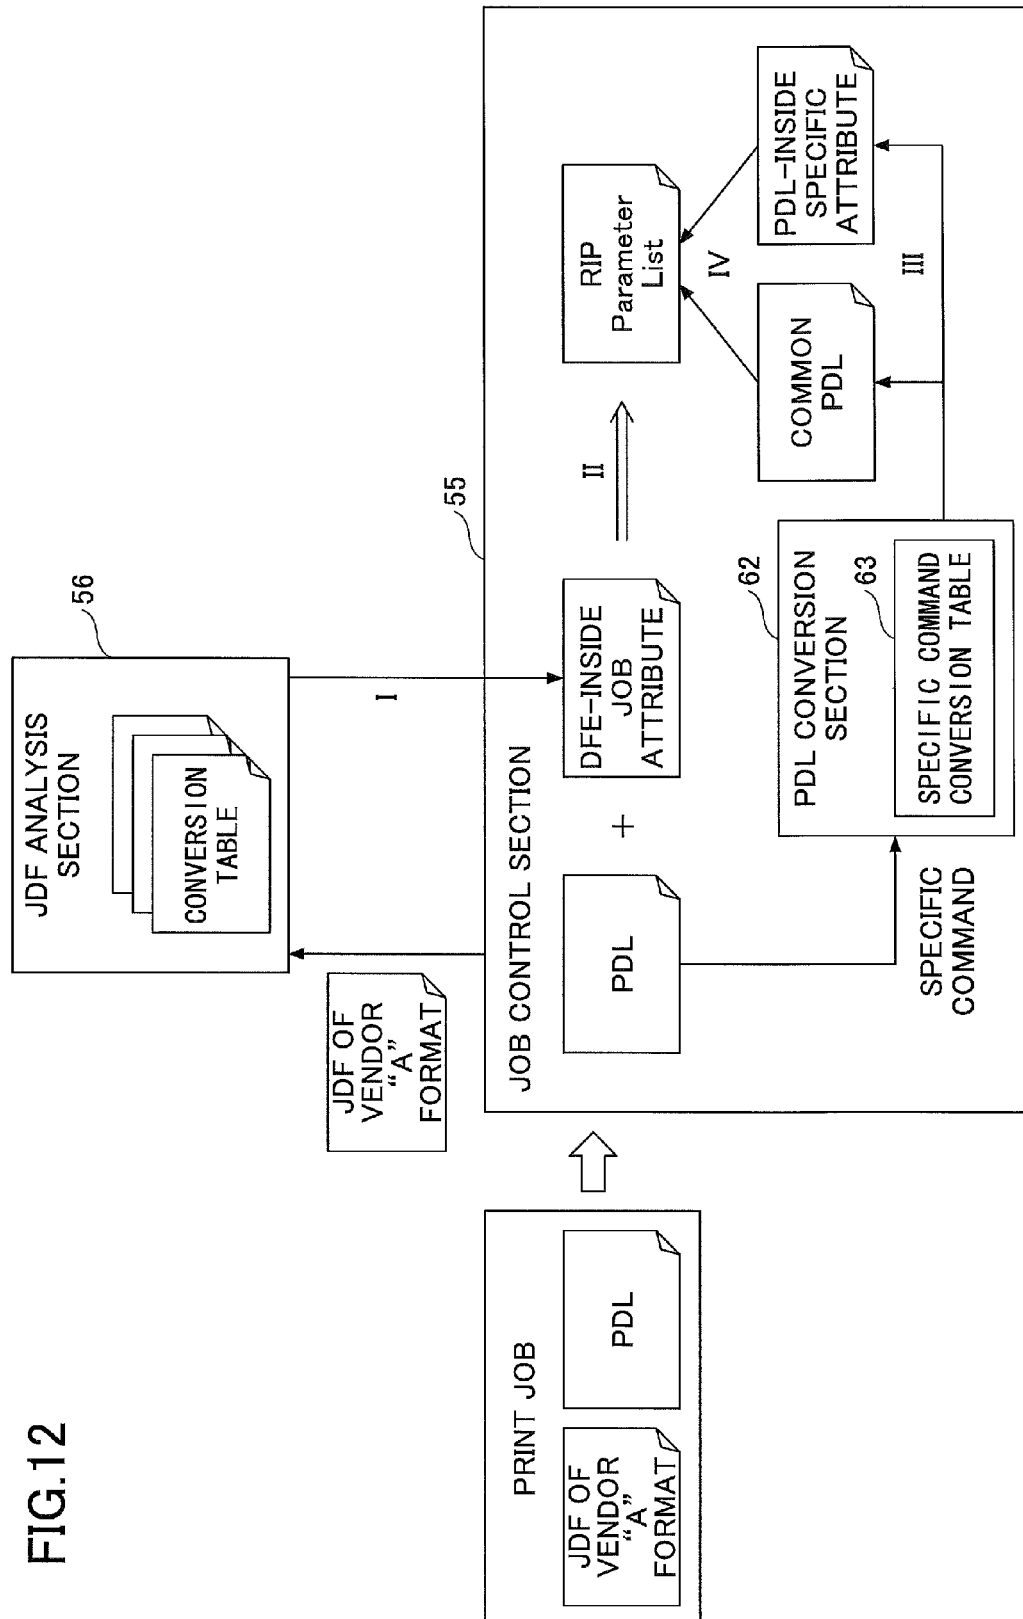 FIG.12
PRINT JOB
JDF OF
VENDOR
“A”
FORMAT
PDL
JDF OF
VENDOR
“A”
FORMAT
JDF ANALYSIS
SECTION
56
CONVERSION
TABLE
I
55
JOB CONTROL SECTION
PDL
+
DFE-INSIDE
JOB
ATTRIBUTE
II
RIP
Parameter
List
SPECIFIC
COMMAND
62
PDL CONVERSION
SECTION
63
SPECIFIC COMMAND
CONVERSION TABLE
IV
COMMON
PDL
PDL-INSIDE
SPECIFIC
ATTRIBUTE
III